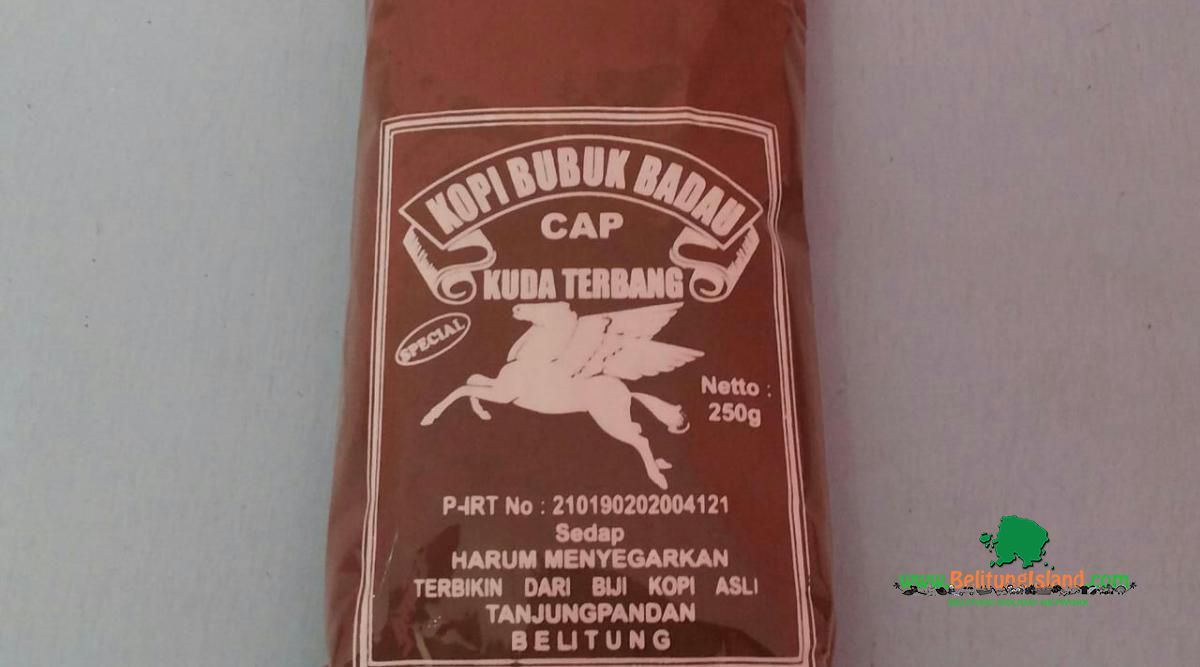 KOPI BUBUK BADAU
CAP
KUDA TERBANG
SPECIAL
Netto :
250g
P-IRT No : 210190202004121
Sedap
HARUM MENYEGARKAN
TERBIKIN DARI BIJI KOPI ASLI
TANJUNGPANDAN
BELITUNG
www.BelitungIsland.com